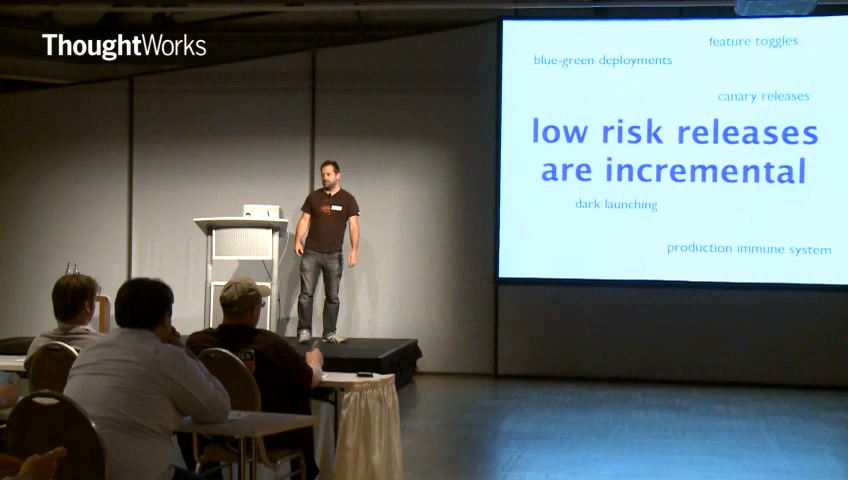 ThoughtWorks
feature toggles
blue-green deployments
canary releases
low risk releases
are incremental
dark launching
production immune system